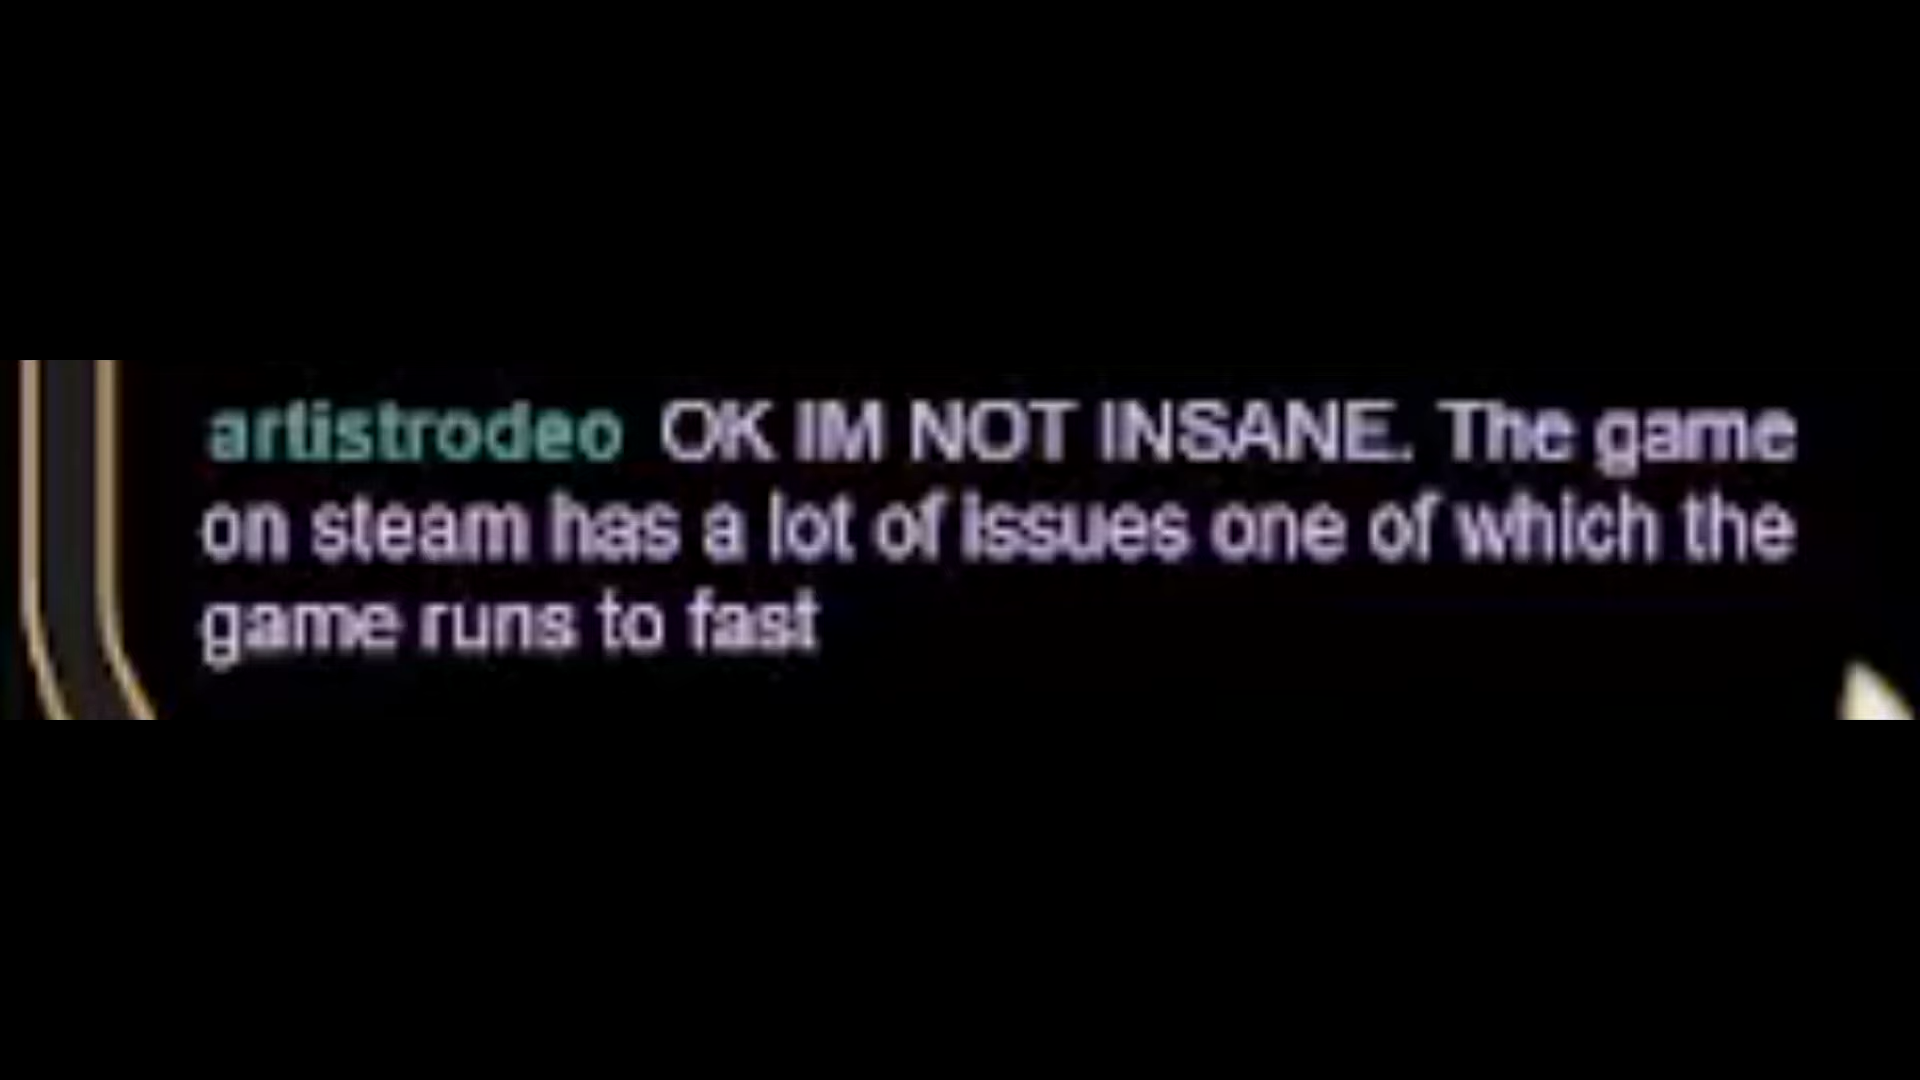 artistrodeo OK IM NOT INSANE. The game
on steam has a lot of issues one of which the
game runs to fast